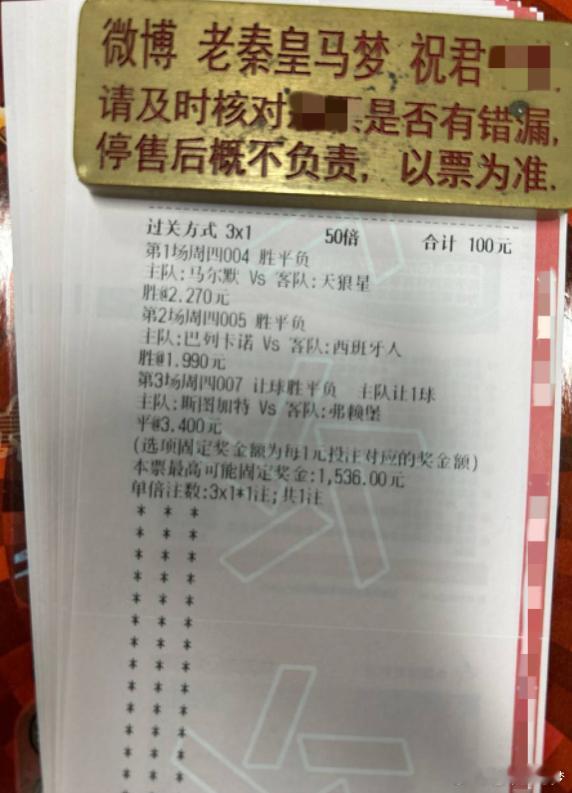 微博 老秦皇马梦 祝君
请及时核对 是否有错漏,
停售后概不负责, 以票为准.
过关方式 3x1 50倍 合计 100元
第1场周四004 胜平负
主队:马尔默 Vs 客队:天狼星
胜@2.270元
第2场周四005 胜平负
主队:巴列卡诺 Vs 客队:西班牙人
胜@1.990元
第3场周四007 让球胜平负 主队让1球
主队:斯图加特 Vs 客队:弗赖堡
平@3.400元
(选项固定奖金额为每1元投注对应的奖金额)
本票最高可能固定奖金:1,536.00元
单倍注数:3x1*1注;共1注
* * *
* * *
* * *
* * *
* * *
* * *
* * *
* * *
* * *
* * *
* * *
* * *
* * *